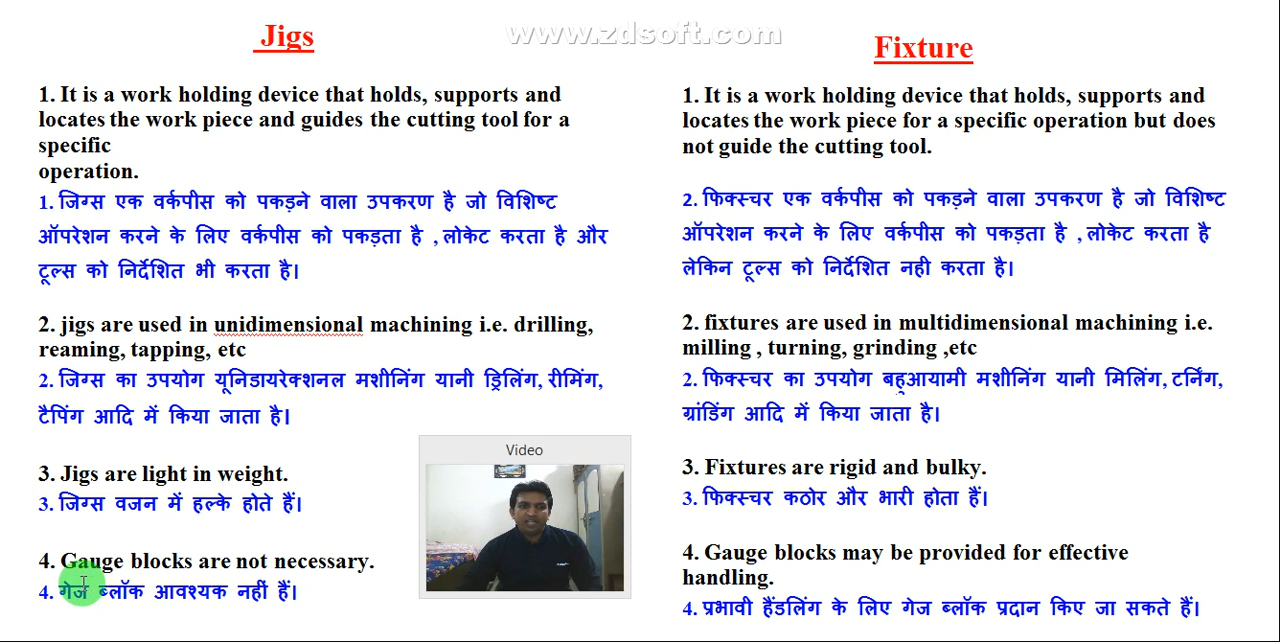 www.zdsoft.com
Jigs
1. It is a work holding device that holds, supports and
locates the work piece and guides the cutting tool for a
specific
operation.
1. जिग्स एक वर्कपीस को पकड़ने वाला उपकरण है जो विशिष्ट
ऑपरेशन करने के लिए वर्कपीस को पकड़ता है , लोकेट करता है और
टूल्स को निर्देशित भी करता है।
2. jigs are used in unidimensional machining i.e. drilling,
reaming, tapping, etc
2. जिग्स का उपयोग यूनिडायरेक्शनल मशीनिंग यानी ड्रिलिंग, रीमिंग,
टैपिंग आदि में किया जाता है।
3. Jigs are light in weight.
3. जिग्स वजन में हल्के होते हैं।
4. Gauge blocks are not necessary.
4. गेज ब्लॉक आवश्यक नहीं हैं।
Video
Fixture
1. It is a work holding device that holds, supports and
locates the work piece for a specific operation but does
not guide the cutting tool.
2. फिक्स्चर एक वर्कपीस को पकड़ने वाला उपकरण है जो विशिष्ट
ऑपरेशन करने के लिए वर्कपीस को पकड़ता है , लोकेट करता है
लेकिन टूल्स को निर्देशित नही करता है।
2. fixtures are used in multidimensional machining i.e.
milling , turning, grinding ,etc
2. फिक्स्चर का उपयोग बहुआयामी मशीनिंग यानी मिलिंग, टर्निंग,
ग्रांडिंग आदि में किया जाता है।
3. Fixtures are rigid and bulky.
3. फिक्स्चर कठोर और भारी होता हैं।
4. Gauge blocks may be provided for effective
handling.
4. प्रभावी हैंडलिंग के लिए गेज ब्लॉक प्रदान किए जा सकते हैं।